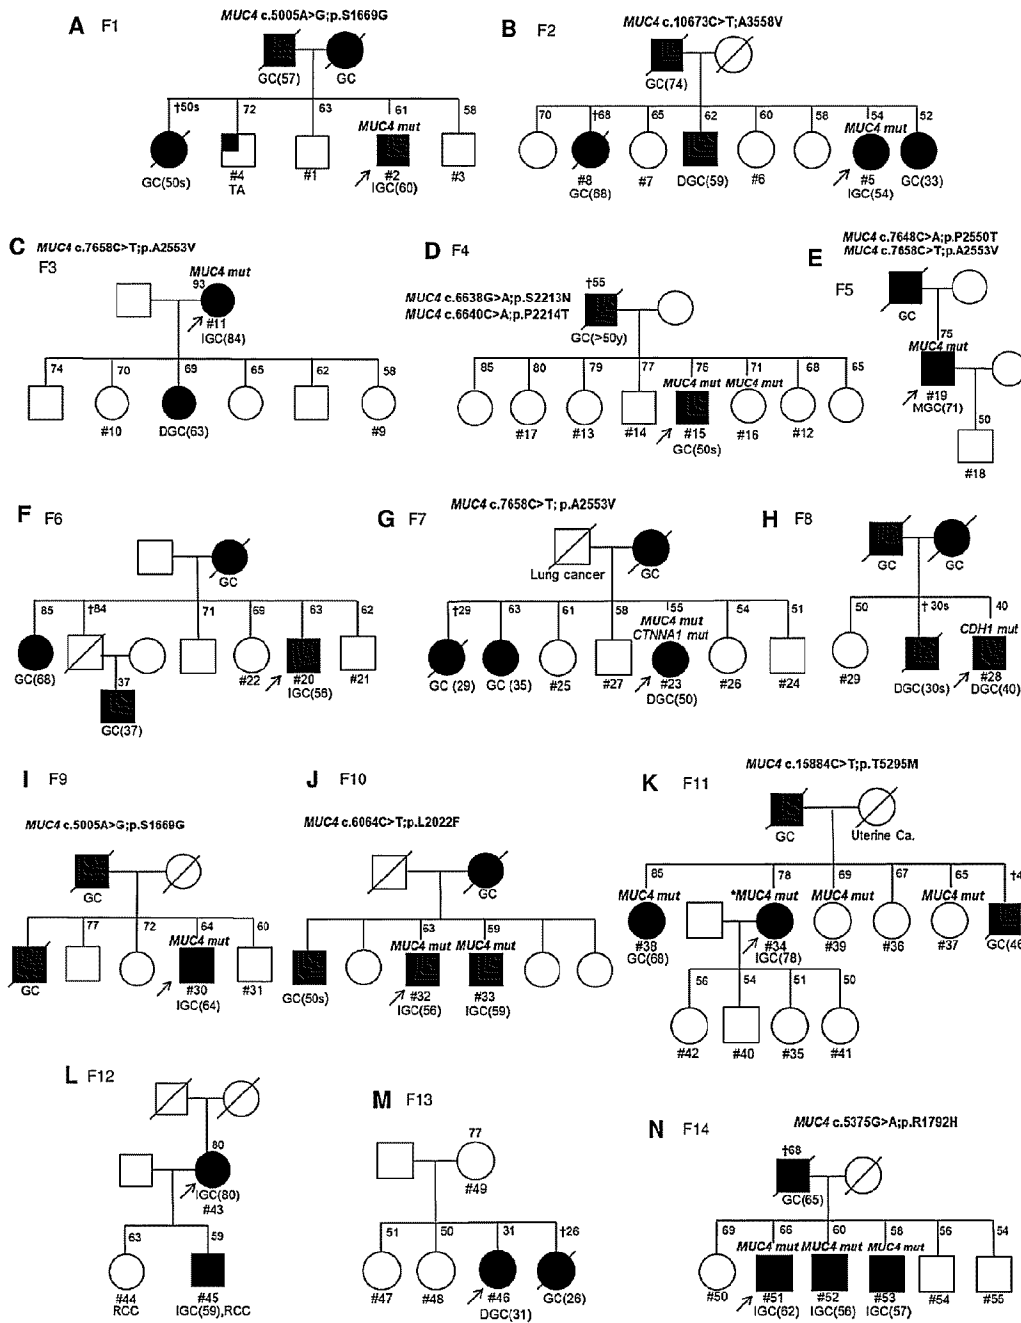 A F1
MUC4 c.5005A>G;p.S1669G
GC(57) GC
†50s 72 63 61 58
MUC4 mut
GC(50s) #4 #1 #2 #3
TA IGC(60)
B F2
MUC4 c.10673C>T;A3558V
GC(74)
70 †68 65 62 60 58 54 52
MUC4 mut
#8 #7 DGC(59) #6 #5 GC(33)
GC(68) IGC(54)
C MUC4 c.7658C>T;p.A2553V
F3
MUC4 mut
93
#11
IGC(84)
74 70 69 65 62 58
#10 DGC(63) #9
D F4
†55
MUC4 c.6638G>A;p.S2213N
MUC4 c.6640C>A;p.P2214T
GC(>50y)
85 80 79 77 76 71 68 65
MUC4 mut MUC4 mut
#17 #13 #14 #15 #16 #12
GC(50s)
E F5
MUC4 c.7648C>A;p.P2550T
MUC4 c.7658C>T;p.A2553V
GC
75
MUC4 mut
#19
MGC(71)
50
#18
F F6
GC
85 †84 71 69 63 62
GC(68) #22 #20 #21
IGC(56)
37
GC(37)
G F7
MUC4 c.7658C>T; p.A2553V
Lung cancer GC
†29 63 61 58 55 54 51
MUC4 mut
CTNNA1 mut
GC (29) GC (35) #25 #27 #23 #26 #24
DGC(50)
H F8
GC GC
50 † 30s 40
CDH1 mut
#29 DGC(30s) #28
DGC(40)
I F9
MUC4 c.5005A>G;p.S1669G
GC
77 72 64 60
MUC4 mut
GC #30 #31
IGC(64)
J F10
MUC4 c.6064C>T;p.L2022F
GC
63 59
MUC4 mut MUC4 mut
GC(50s) #32 #33
IGC(56) IGC(59)
K F11
MUC4 c.15884C>T;p.T5295M
GC Uterine Ca.
85 78 69 67 65 †4
MUC4 mut *MUC4 mut MUC4 mut MUC4 mut
#38 #34 #39 #36 #37 GC(46
GC(68) IGC(78)
56 54 51 50
#42 #40 #35 #41
L F12
80
IGC(80)
#43
63 59
#44 #45
RCC IGC(59),RCC
M F13
77
#49
51 50 31 †26
#47 #48 #46 GC(26)
DGC(31)
N F14
MUC4 c.5375G>A;p.R1792H
†68
GC(65)
69 66 60 58 56 54
MUC4 mut MUC4 mut MUC4 mut
#50 #51 #52 #53 #54 #55
IGC(62) IGC(56) IGC(57)